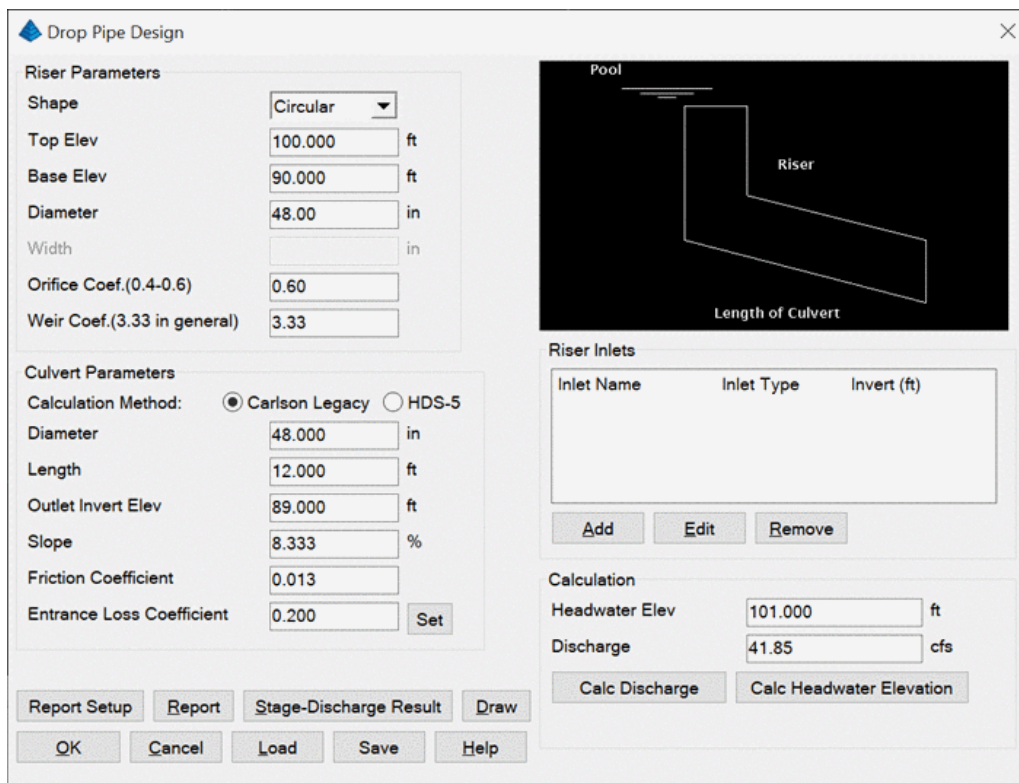 Drop Pipe Design
Riser Parameters
Shape Circular
Top Elev 100.000 ft
Base Elev 90.000 ft
Diameter 48.00 in
Width in
Orifice Coef.(0.4-0.6) 0.60
Weir Coef.(3.33 in general) 3.33
Culvert Parameters
Calculation Method: Carlson Legacy HDS-5
Diameter 48.000 in
Length 12.000 ft
Outlet Invert Elev 89.000 ft
Slope 8.333 %
Friction Coefficient 0.013
Entrance Loss Coefficient 0.200 Set
Pool
Riser
Length of Culvert
Riser Inlets
Inlet Name Inlet Type Invert (ft)
Add Edit Remove
Calculation
Headwater Elev 101.000 ft
Discharge 41.85 cfs
Calc Discharge Calc Headwater Elevation
Report Setup Report Stage-Discharge Result Draw
OK Cancel Load Save Help